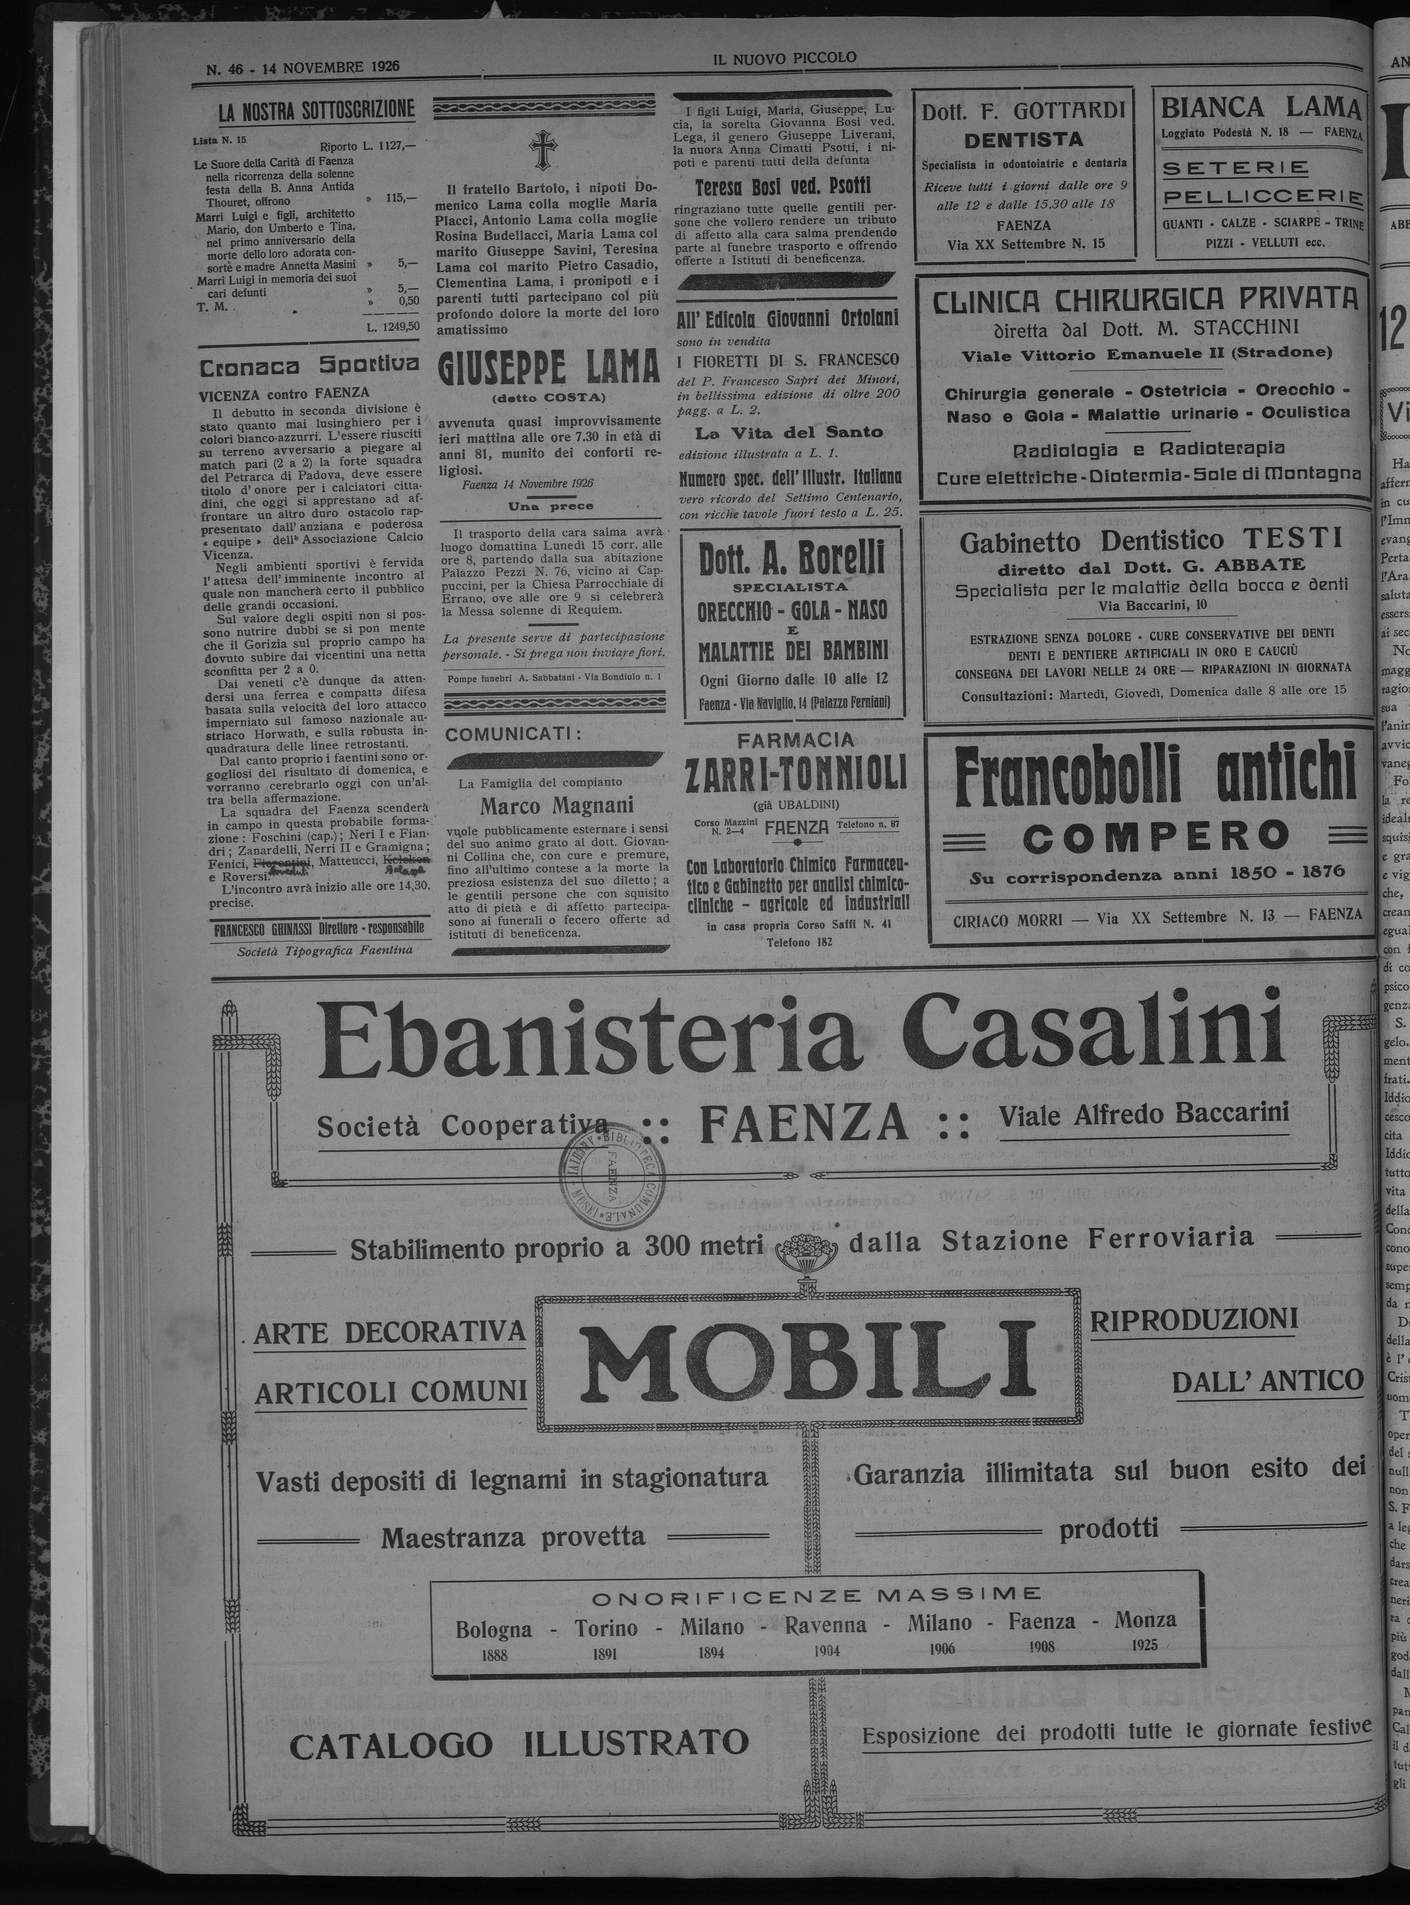 N. 46 - 14 NOVEMBRE 1926
IL NUOVO PICCOLO
LA NOSTRA SOTTOSCRIZIONE
Lista N. 15
Riporto L. 1127,—
Le Suore della Carità di Faenza
nella ricorrenza della solenne
festa della B. Anna Antida
Thouret, offrono » 115,—
Marri Luigi e figli, architetto
Mario, don Umberto e Tina,
nel primo anniversario della
morte dello loro adorata con-
sorte e madre Annetta Masini » 5,—
Marri Luigi in memoria dei suoi
cari defunti » 5,—
T. M. » 0,50
L. 1249,50
Cronaca Sportiva
VICENZA contro FAENZA
Il debutto in seconda divisione è
stato quanto mai lusinghiero per i
colori bianco-azzurri. L'essere riusciti
su terreno avversario a piegar al
match pari (2 a 2) la forte squadra
del Petrarca di Padova, deve essere
titolo d'onore per i calciatori citta-
dini, che oggi si apprestano ad af-
frontare un altro duro ostacolo rap-
presentato dall'anziana e poderosa
« equipe » dell' Associazione Calcio
Vicenza.
Negli ambienti sportivi è fervida
l'attesa dell'imminente incontro al
quale non mancherà certo il pubblico
delle grandi occasioni.
Sul valore degli ospiti non si pos-
sono nutrire dubbi se si pon mente
che il Gorizia sul proprio campo ha
dovuto subire dai vicentini una netta
sconfitta per 2 a 0.
Dai veneti c'è dunque da atten-
dersi una ferrea e compatta difesa
basata sulla velocità del loro attacco
imperniato sul famoso nazionale au-
striaco Horwath, e sulla robusta in-
quadratura delle linee retrostanti.
Dal canto proprio i faentini sono or-
gogliosi del risultato di domenica, e
vorranno cerebrarlo oggi con un'al-
tra bella affermazione.
La squadra del Faenza scenderà
in campo in questa probabile forma-
zione: Foschini (cap.); Neri I e Fian-
dri; Zanardelli, Nerri II e Gramigna;
Fenici, Fiorentini, Matteucci,
e Roversi.
L'incontro avrà inizio alle ore 14,30.
precise.
FRANCESCO GHINASSI Direttore - responsabile
Società Tipografica Faentina
Il fratello Bartolo, i nipoti Do-
menico Lama colla moglie Maria
Placci, Antonio Lama colla moglie
Rosina Budellacci, Maria Lama col
marito Giuseppe Savini, Teresina
Lama col marito Pietro Casadio,
Clementina Lama, i pronipoti e i
parenti tutti partecipano col più
profondo dolore la morte del loro
amatissimo
GIUSEPPE LAMA
(detto COSTA)
avvenuta quasi improvvisamente
ieri mattina alle ore 7.30 in età di
anni 81, munito dei conforti re-
ligiosi.
Faenza 14 Novembre 1926
Una prece
Il trasporto della cara salma avrà
luogo domattina Lunedì 15 corr. alle
ore 8, partendo dalla sua abitazione
Palazzo Pezzi N. 76, vicino ai Cap-
puccini, per la Chiesa Parrocchiale di
Errano, ove alle ore 9 si celebrerà
la Messa solenne di Requiem.
La presente serve di partecipazione
personale. - Si prega non inviare fiori.
Pompe funebri A. Sabbatani - Via Bondiolo n. 1
COMUNICATI :
La Famiglia del compianto
Marco Magnani
vuole pubblicamente esternare i sensi
del suo animo grato al dott. Giovan-
ni Collina che, con cure e premure,
fino all'ultimo contese a la morte la
preziosa esistenza del suo diletto; a
le gentili persone che con squisito
atto di pietà e di affetto partecipa-
sono ai funerali o fecero offerte ad
istituti di beneficenza.
I figli Luigi, Maria, Giuseppe, Lu-
cia, la sorella Giovanna Bosi ved.
Lega, il genero Giuseppe Liverani,
la nuora Anna Cimatti Psotti, i ni-
poti e parenti tutti della defunta
Teresa Bosi ved. Psotti
ringraziano tutte quelle gentili per-
sone che vollero rendere un tributo
di affetto alla cara salma prendendo
parte al funebre trasporto e offrendo
offerte a Istituti di beneficenza.
All' Edicola Giovanni Ortolani
sono in vendita
I FIORETTI DI S. FRANCESCO
del P. Francesco Sapri dei Minori,
in bellissima edizione di oltre 200
pagg. a L. 2.
La Vita del Santo
edizione illustrata a L. 1.
Numero spec. dell' Illustr. Italiana
vero ricordo del Settimo Centenario,
con ricche tavole fuori testo a L. 25.
Dott. A. Borelli
SPECIALISTA
ORECCHIO - GOLA - NASO
E
MALATTIE DEI BAMBINI
Ogni Giorno dalle 10 alle 12
Faenza - Via Naviglio, 14 (Palazzo Ferniani)
FARMACIA
ZARRI-TONNIOLI
(già UBALDINI)
Corso Mazzini N. 2—4 FAENZA Telefono n. 87
Con Laboratorio Chimico Farmaceu-
tico e Gabinetto per analisi chimico-
cliniche - agricole ed industriali
in casa propria Corso Saffi N. 41
Telefono 182
Dott. F. GOTTARDI
DENTISTA
Specialista in odontoiatrie e dentaria
Riceve tutti i giorni dalle ore 9
alle 12 e dalle 15.30 alle 18
FAENZA
Via XX Settembre N. 15
BIANCA LAMA
Loggiato Podestà N. 18 — FAENZA
SETERIE
PELLICCERIE
GUANTI - CALZE - SCIARPE - TRINE
PIZZI - VELLUTI ecc.
CLINICA CHIRURGICA PRIVATA
diretta dal Dott. M. STACCHINI
Viale Vittorio Emanuele II (Stradone)
Chirurgia generale - Ostetricia - Orecchio -
Naso e Gola - Malattie urinarie - Oculistica
Radiologia e Radioterapia
Cure elettriche - Diotermia - Sole di Montagna
Gabinetto Dentistico TESTI
diretto dal Dott. G. ABBATE
Specialista per le malattie della bocca e denti
Via Baccarini, 10
ESTRAZIONE SENZA DOLORE - CURE CONSERVATIVE DEI DENTI
DENTI E DENTIERE ARTIFICIALI IN ORO E CAUCIÙ
CONSEGNA DEI LAVORI NELLE 24 ORE — RIPARAZIONI IN GIORNATA
Consultazioni: Martedì, Giovedì, Domenica dalle 8 alle ore 15
Francobolli antichi
COMPERO
Su corrispondenza anni 1850 - 1876
CIRIACO MORRI — Via XX Settembre N. 13 — FAENZA
Ebanisteria Casalini
Società Cooperativa :: FAENZA :: Viale Alfredo Baccarini
BIBLIOTECA COMUNALE
FAENZA
Stabilimento proprio a 300 metri dalla Stazione Ferroviaria
ARTE DECORATIVA
ARTICOLI COMUNI
MOBILI
RIPRODUZIONI
DALL' ANTICO
Vasti depositi di legnami in stagionatura
Maestranza provetta
Garanzia illimitata sul buon esito dei
prodotti
ONORIFICENZE MASSIME
Bologna - Torino - Milano - Ravenna - Milano - Faenza - Monza
1888 1891 1894 1904 1906 1908 1925
CATALOGO ILLUSTRATO
Esposizione dei prodotti tutte le giornate festive